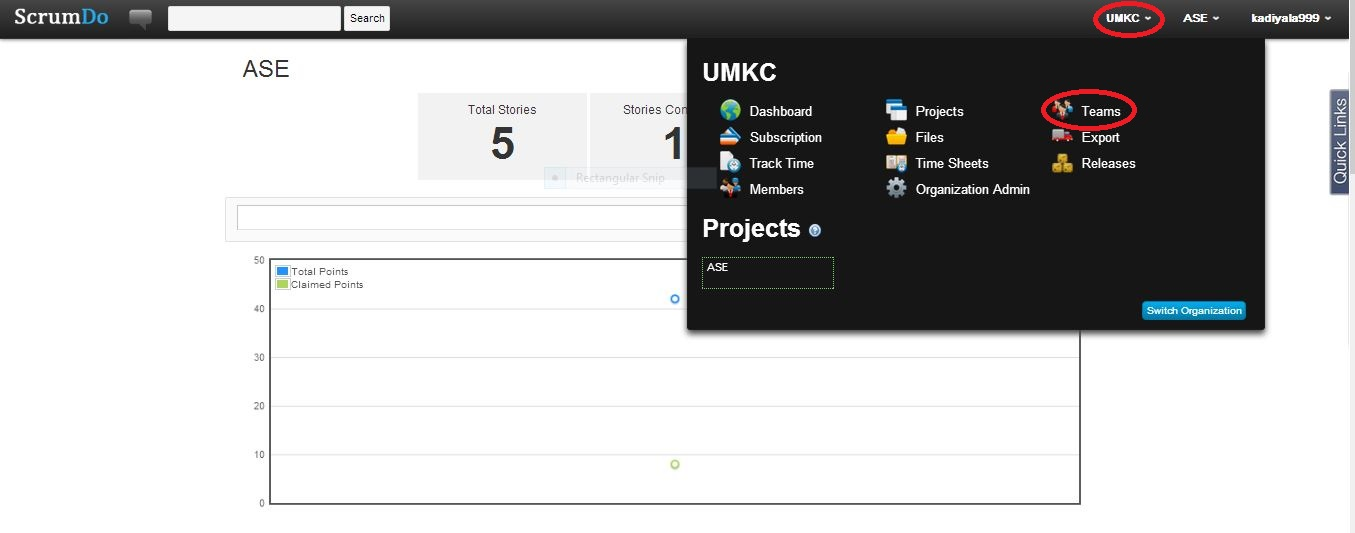 ScrumDo Search UMKC ASE kadiyala999
ASE
Total Stories
5
Stories Con
1
Rectangular Snip
UMKC
Dashboard Projects Teams
Subscription Files Export
Track Time Time Sheets Releases
Members Organization Admin
Projects ?
ASE
Switch Organization
Quick Links
Total Points
Claimed Points
50
40
30
20
10
0